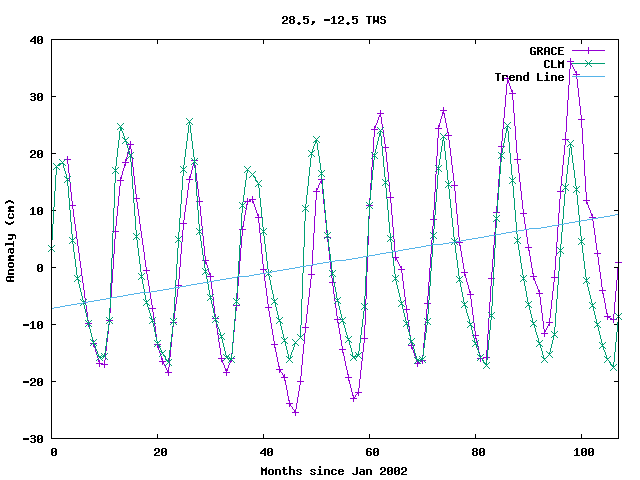 28.5, -12.5 TWS
GRACE
CLM
Trend Line
40
30
20
10
0
-10
-20
-30
Anomaly (cm)
0 20 40 60 80 100
Months since Jan 2002